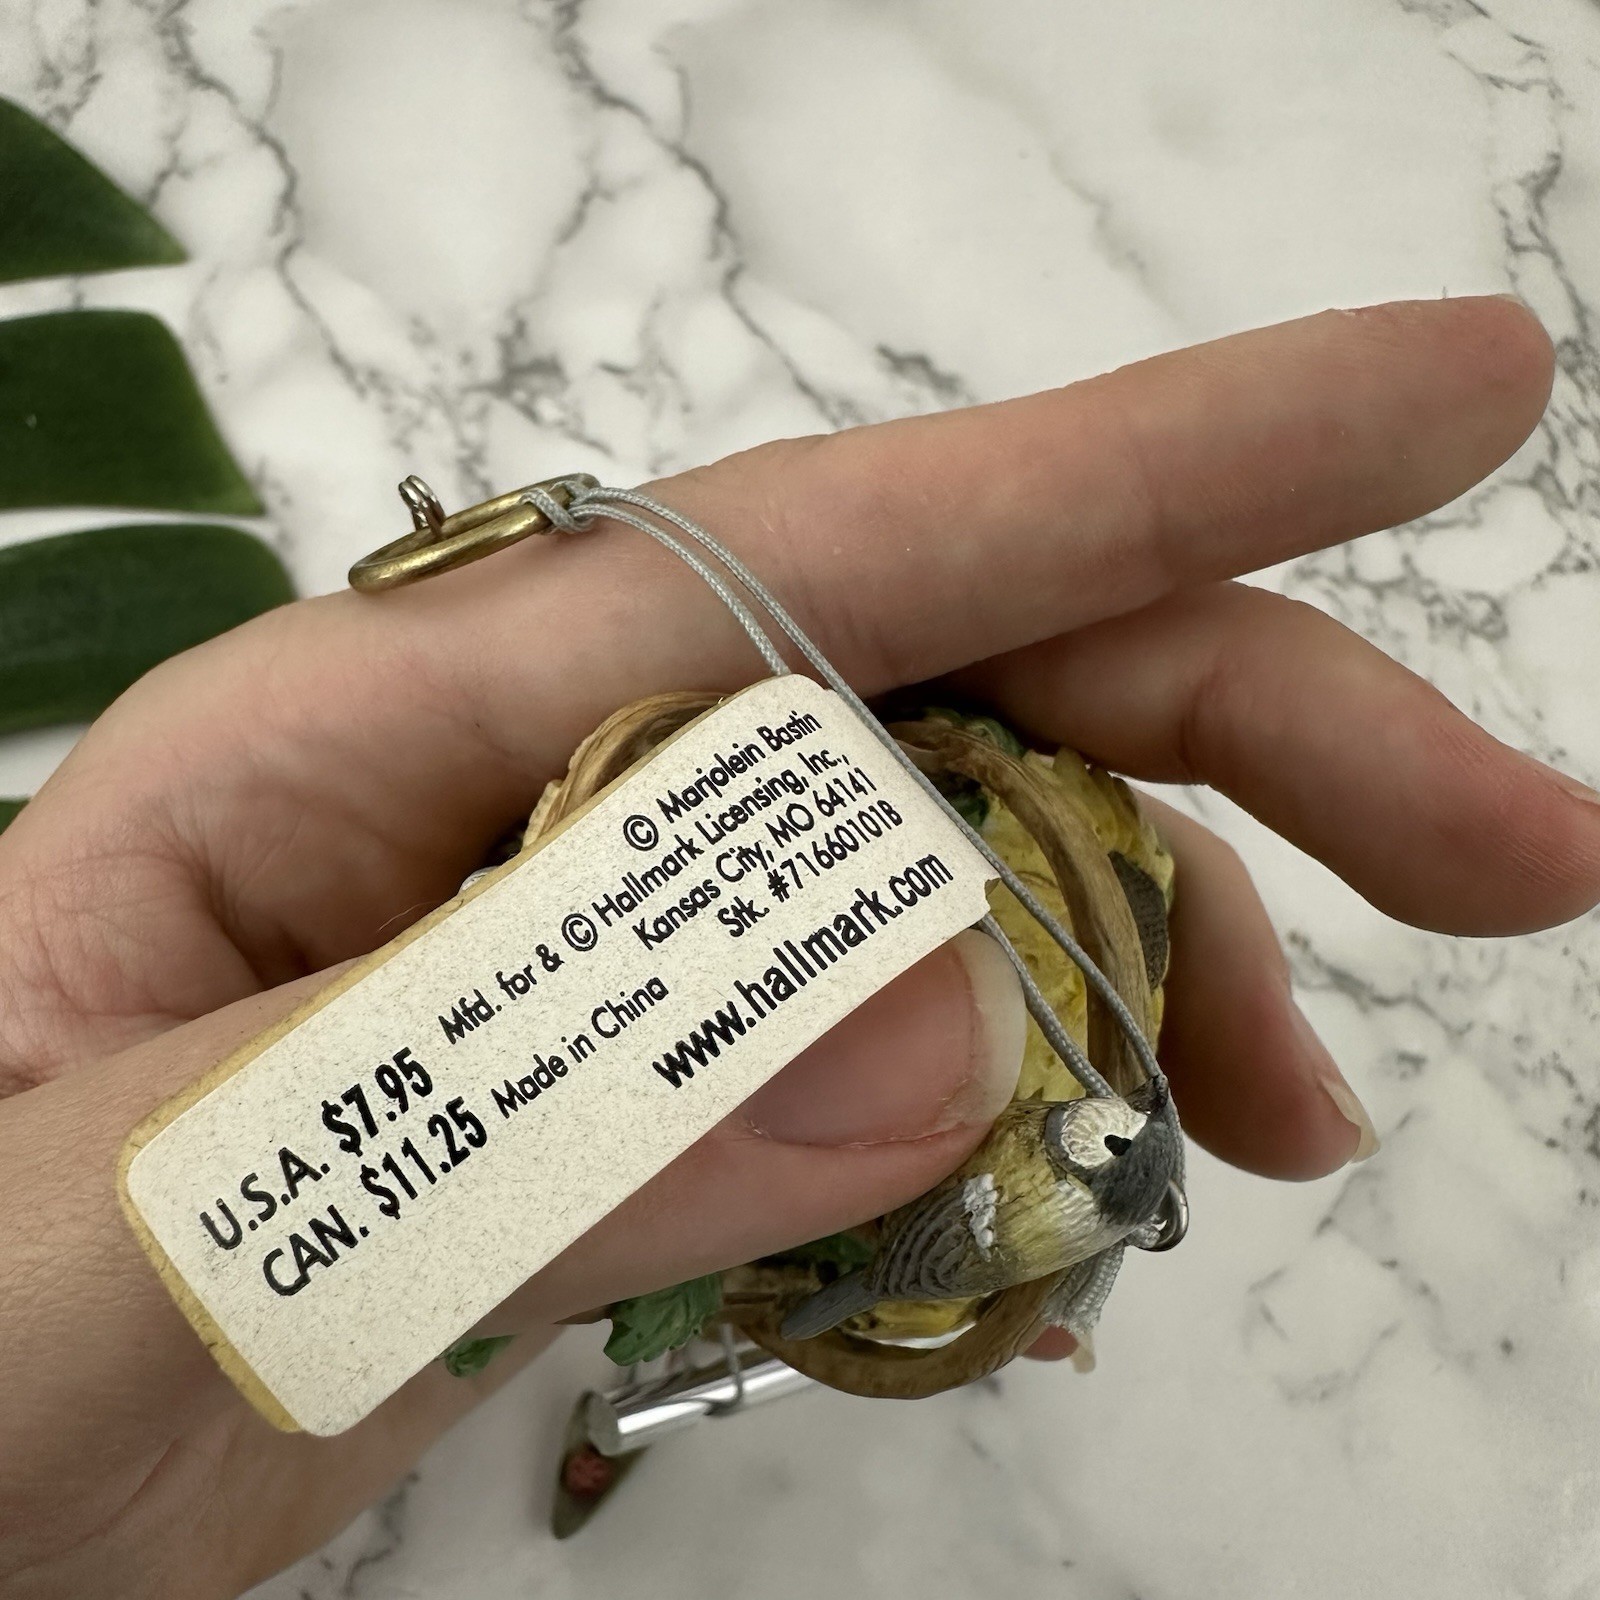 © Marjolein Bastin
Mfd. for & © Hallmark Licensing, Inc.,
Kansas City, MO 64141
Stk. #71660101B
U.S.A. $7.95
CAN. $11.25 Made in China
www.hallmark.com